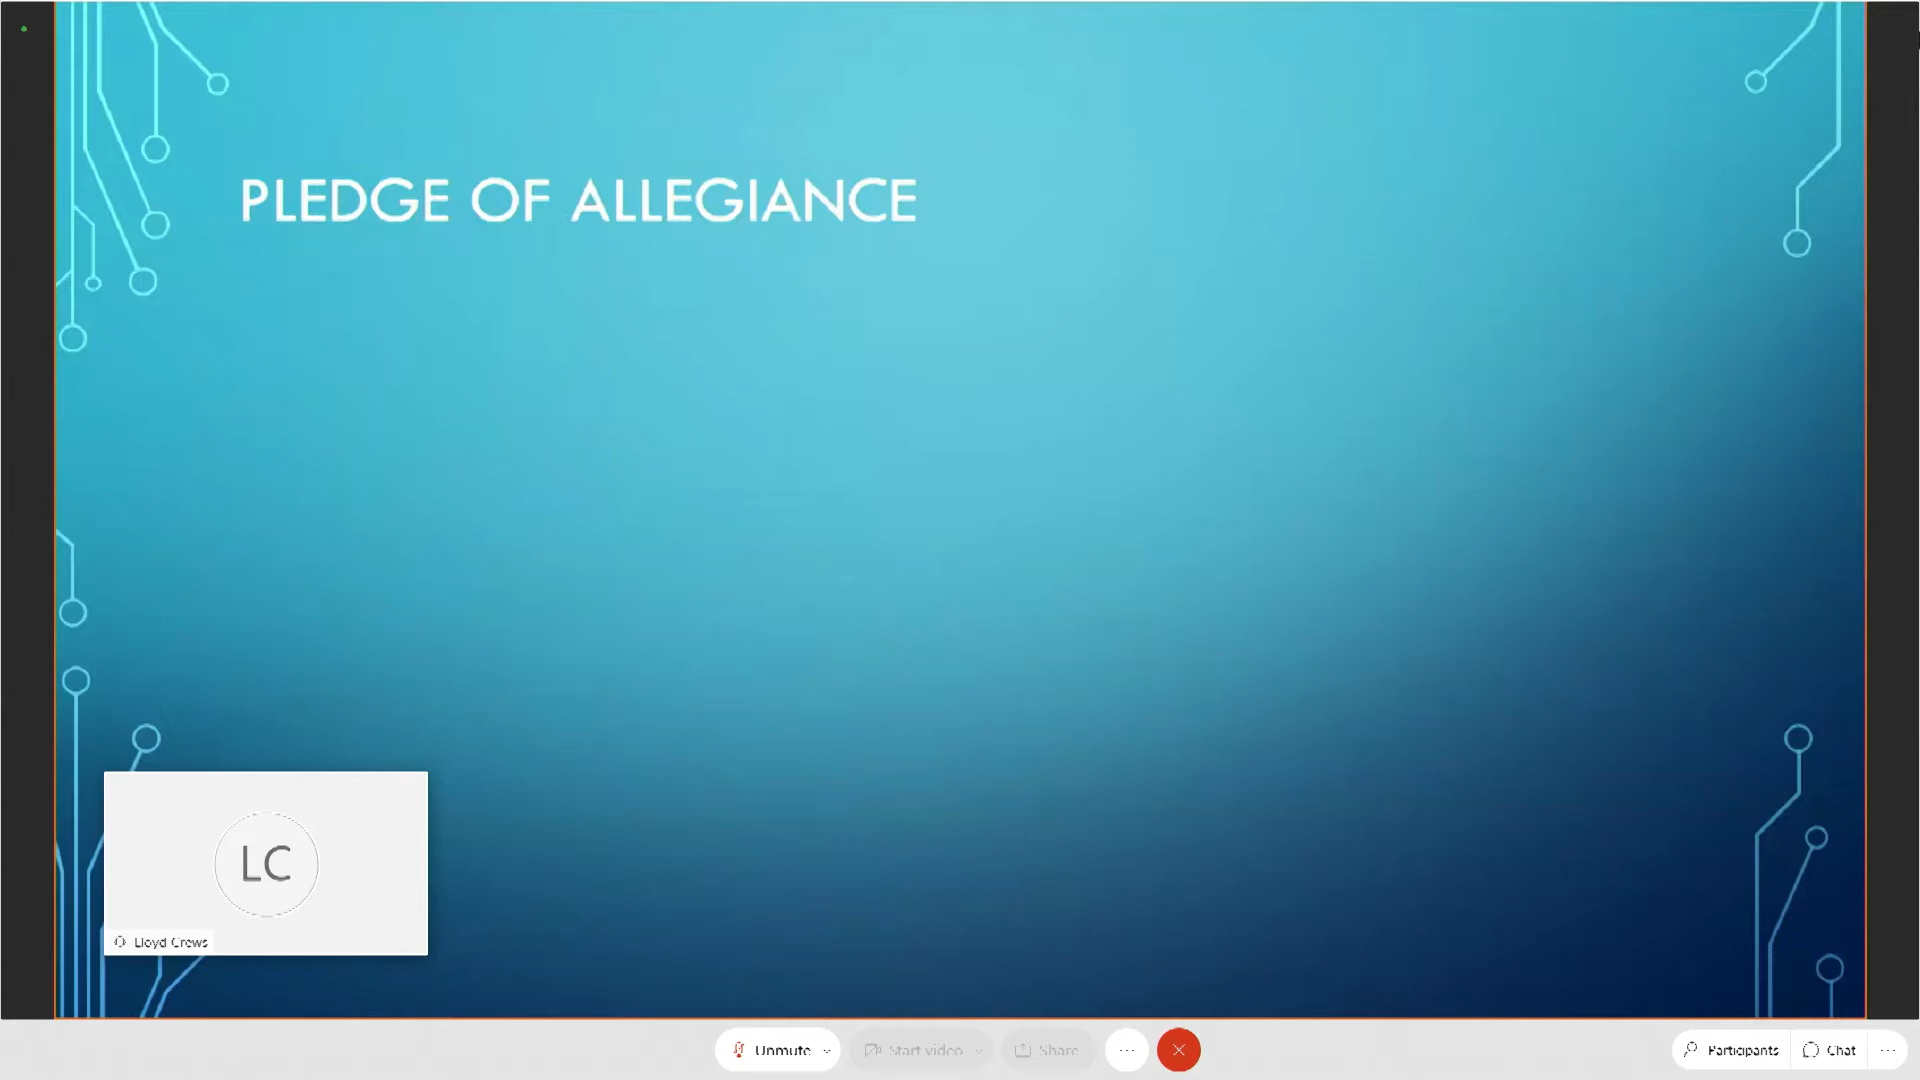 PLEDGE OF ALLEGIANCE
LC
Lloyd Crews
Unmute
Start video
Share
Participants
Chat